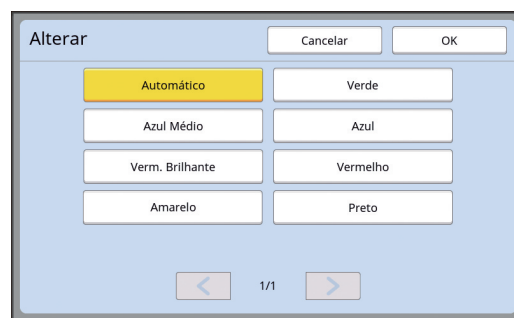 Alterar
Cancelar
OK
Automático
Verde
Azul Médio
Azul
Verm. Brilhante
Vermelho
Amarelo
Preto
1/1